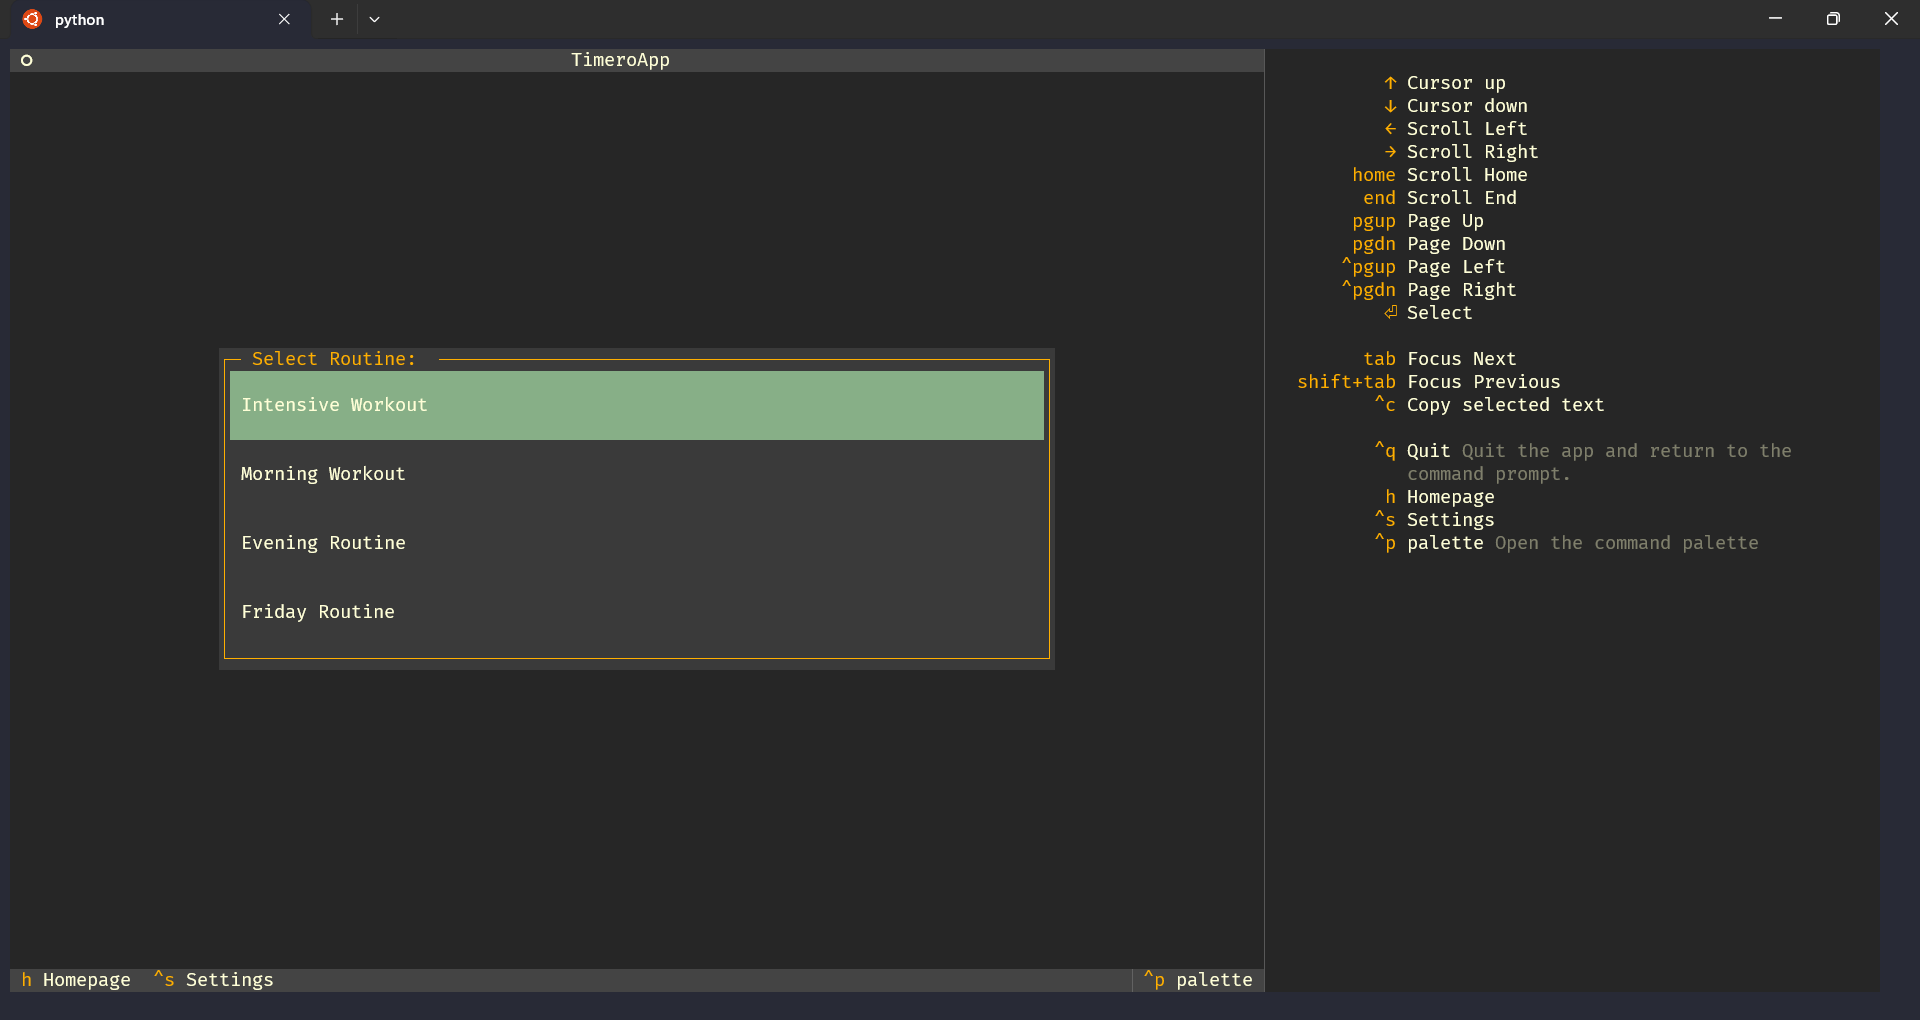 python
TimeroApp
Select Routine:
Intensive Workout
Morning Workout
Evening Routine
Friday Routine
h Homepage ^s Settings
^p palette
↑ Cursor up
↓ Cursor down
← Scroll Left
→ Scroll Right
home Scroll Home
end Scroll End
pgup Page Up
pgdn Page Down
^pgup Page Left
^pgdn Page Right
⏎ Select
tab Focus Next
shift+tab Focus Previous
^c Copy selected text
^q Quit Quit the app and return to the
command prompt.
h Homepage
^s Settings
^p palette Open the command palette